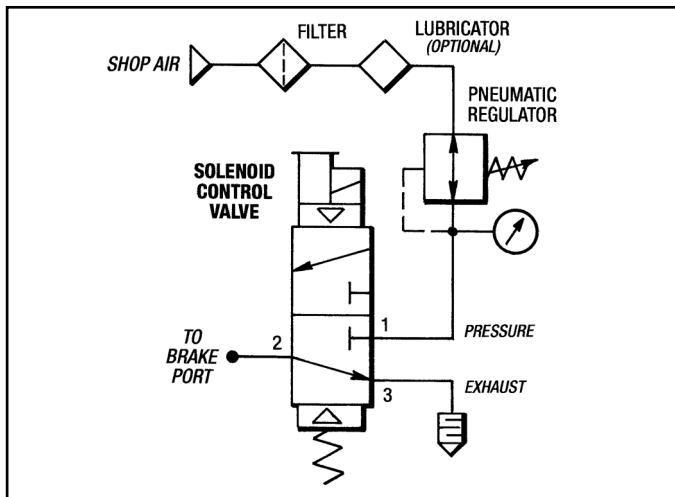 FILTER
LUBRICATOR
(OPTIONAL)
SHOP AIR
PNEUMATIC
REGULATOR
SOLENOID
CONTROL
VALVE
1
PRESSURE
TO
BRAKE
PORT
2
3
EXHAUST